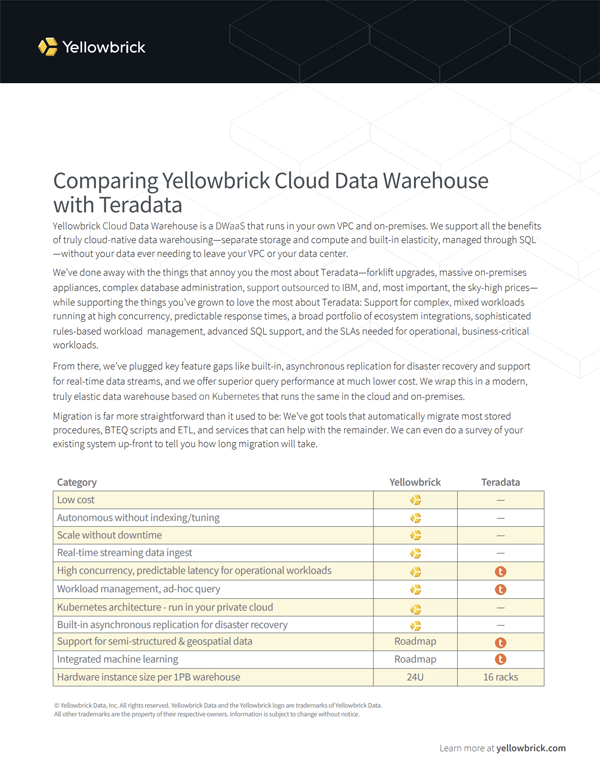 Yellowbrick
Comparing Yellowbrick Cloud Data Warehouse
with Teradata
Yellowbrick Cloud Data Warehouse is a DWaaS that runs in your own VPC and on-premises. We support all the benefits
of truly cloud-native data warehousing—separate storage and compute and built-in elasticity, managed through SQL
—without your data ever needing to leave your VPC or your data center.
We've done away with the things that annoy you the most about Teradata—forklift upgrades, massive on-premises
appliances, complex database administration, support outsourced to IBM, and, most important, the sky-high prices—
while supporting the things you've grown to love the most about Teradata: Support for complex, mixed workloads
running at high concurrency, predictable response times, a broad portfolio of ecosystem integrations, sophisticated
rules-based workload management, advanced SQL support, and the SLAs needed for operational, business-critical
workloads.
From there, we've plugged key feature gaps like built-in, asynchronous replication for disaster recovery and support
for real-time data streams, and we offer superior query performance at much lower cost. We wrap this in a modern,
truly elastic data warehouse based on Kubernetes that runs the same in the cloud and on-premises.
Migration is far more straightforward than it used to be: We've got tools that automatically migrate most stored
procedures, BTEQ scripts and ETL, and services that can help with the remainder. We can even do a survey of your
existing system up-front to tell you how long migration will take.
Category Yellowbrick Teradata
Low cost —
Autonomous without indexing/tuning —
Scale without downtime —
Real-time streaming data ingest —
High concurrency, predictable latency for operational workloads t
Workload management, ad-hoc query t
Kubernetes architecture - run in your private cloud —
Built-in asynchronous replication for disaster recovery —
Support for semi-structured & geospatial data Roadmap t
Integrated machine learning Roadmap t
Hardware instance size per 1PB warehouse 24U 16 racks
© Yellowbrick Data, Inc. All rights reserved. Yellowbrick Data and the Yellowbrick logo are trademarks of Yellowbrick Data.
All other trademarks are the property of their respective owners. Information is subject to change without notice.
Learn more at yellowbrick.com